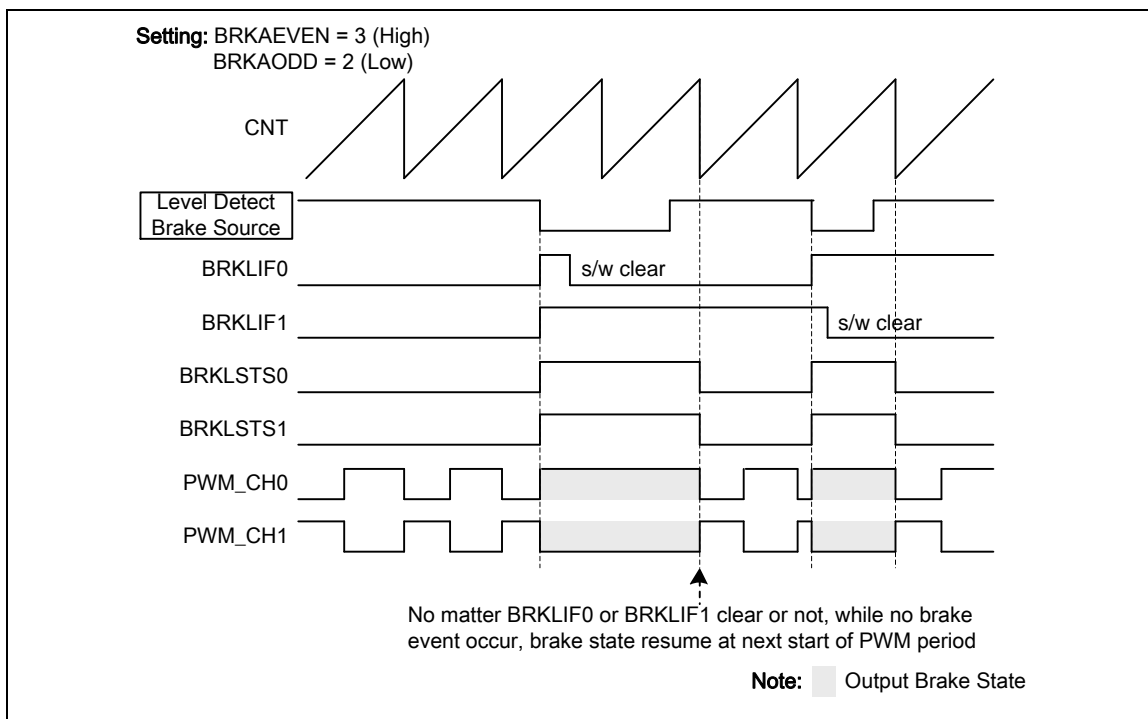 Setting: BRKAEVEN = 3 (High)
BRKAODD = 2 (Low)
CNT
Level Detect
Brake Source
BRKLIF0
s/w clear
BRKLIF1
s/w clear
BRKLSTS0
BRKLSTS1
PWM_CH0
PWM_CH1
No matter BRKLIF0 or BRKLIF1 clear or not, while no brake
event occur, brake state resume at next start of PWM period
Note: Output Brake State